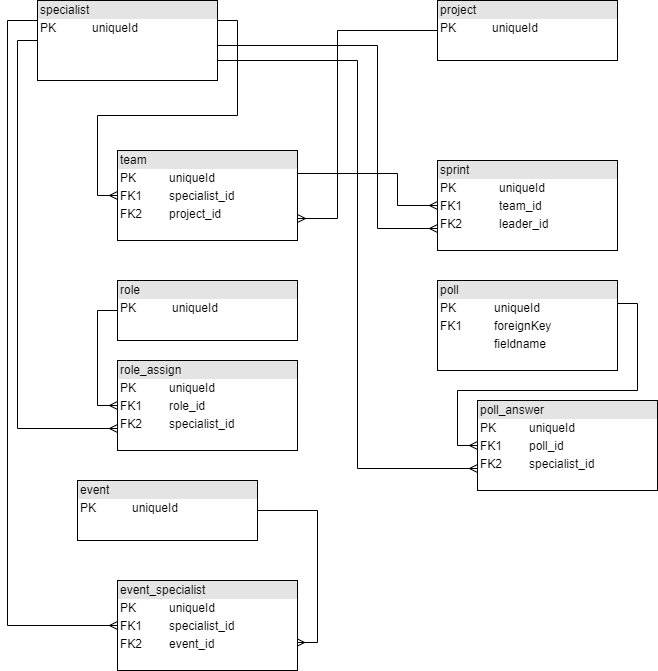 specialist
PK uniqueId
project
PK uniqueId
team
PK uniqueId
FK1 specialist_id
FK2 project_id
sprint
PK uniqueId
FK1 team_id
FK2 leader_id
role
PK uniqueId
poll
PK uniqueId
FK1 foreignKey
fieldname
role_assign
PK uniqueId
FK1 role_id
FK2 specialist_id
poll_answer
PK uniqueId
FK1 poll_id
FK2 specialist_id
event
PK uniqueId
event_specialist
PK uniqueId
FK1 specialist_id
FK2 event_id